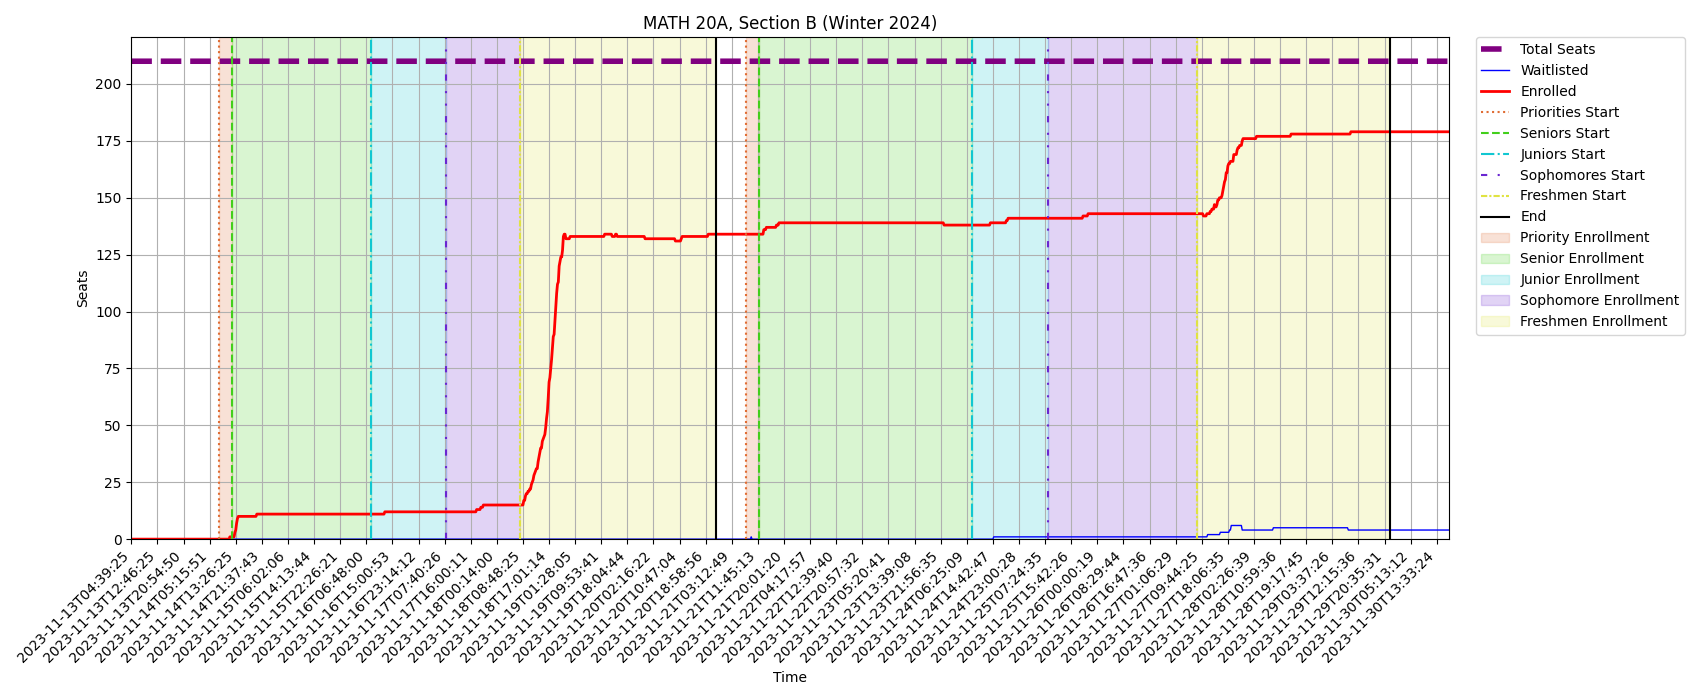 MATH 20A, Section B (Winter 2024)
Total Seats
Waitlisted
Enrolled
Priorities Start
Seniors Start
Juniors Start
Sophomores Start
Freshmen Start
End
Priority Enrollment
Senior Enrollment
Junior Enrollment
Sophomore Enrollment
Freshmen Enrollment
Seats
200
175
150
125
100
75
50
25
0
2023-11-13T04:39:25
2023-11-13T12:46:25
2023-11-13T20:54:50
2023-11-14T05:15:51
2023-11-14T13:26:25
2023-11-14T21:37:43
2023-11-15T06:02:06
2023-11-15T14:13:44
2023-11-15T22:26:21
2023-11-16T06:48:00
2023-11-16T15:00:53
2023-11-16T23:14:12
2023-11-17T07:40:26
2023-11-17T16:00:11
2023-11-18T00:14:00
2023-11-18T08:48:25
2023-11-18T17:01:14
2023-11-19T01:28:05
2023-11-19T09:53:41
2023-11-19T18:04:44
2023-11-20T02:16:22
2023-11-20T10:47:04
2023-11-20T18:58:56
2023-11-21T03:12:49
2023-11-21T11:45:13
2023-11-21T20:01:20
2023-11-22T04:17:57
2023-11-22T12:39:40
2023-11-22T20:57:32
2023-11-23T05:20:41
2023-11-23T13:39:08
2023-11-23T21:56:35
2023-11-24T06:25:09
2023-11-24T14:42:47
2023-11-24T23:00:28
2023-11-25T07:24:35
2023-11-25T15:42:26
2023-11-26T00:00:19
2023-11-26T08:29:44
2023-11-26T16:47:36
2023-11-27T01:06:29
2023-11-27T09:44:25
2023-11-27T18:06:35
2023-11-28T02:26:39
2023-11-28T10:59:36
2023-11-28T19:17:45
2023-11-29T03:37:26
2023-11-29T12:15:36
2023-11-29T20:35:31
2023-11-30T05:13:12
2023-11-30T13:33:24
Time